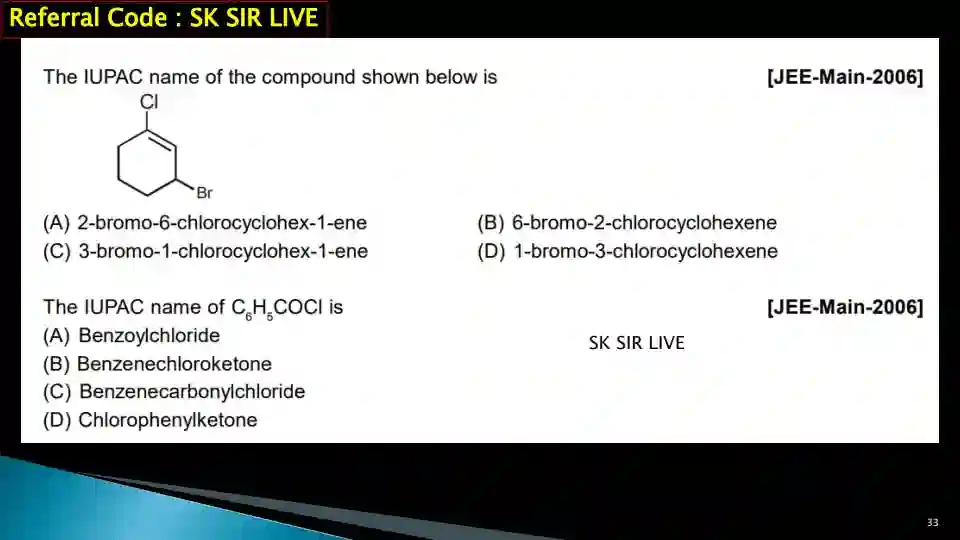 Referral Code : SK SIR LIVE
The IUPAC name of the compound shown below is [JEE-Main-2006]
Cl
Br
(A) 2-bromo-6-chlorocyclohex-1-ene (B) 6-bromo-2-chlorocyclohexene
(C) 3-bromo-1-chlorocyclohex-1-ene (D) 1-bromo-3-chlorocyclohexene
The IUPAC name of C₆H₅COCl is [JEE-Main-2006]
(A) Benzoylchloride
SK SIR LIVE
(B) Benzenechloroketone
(C) Benzenecarbonylchloride
(D) Chlorophenylketone
33